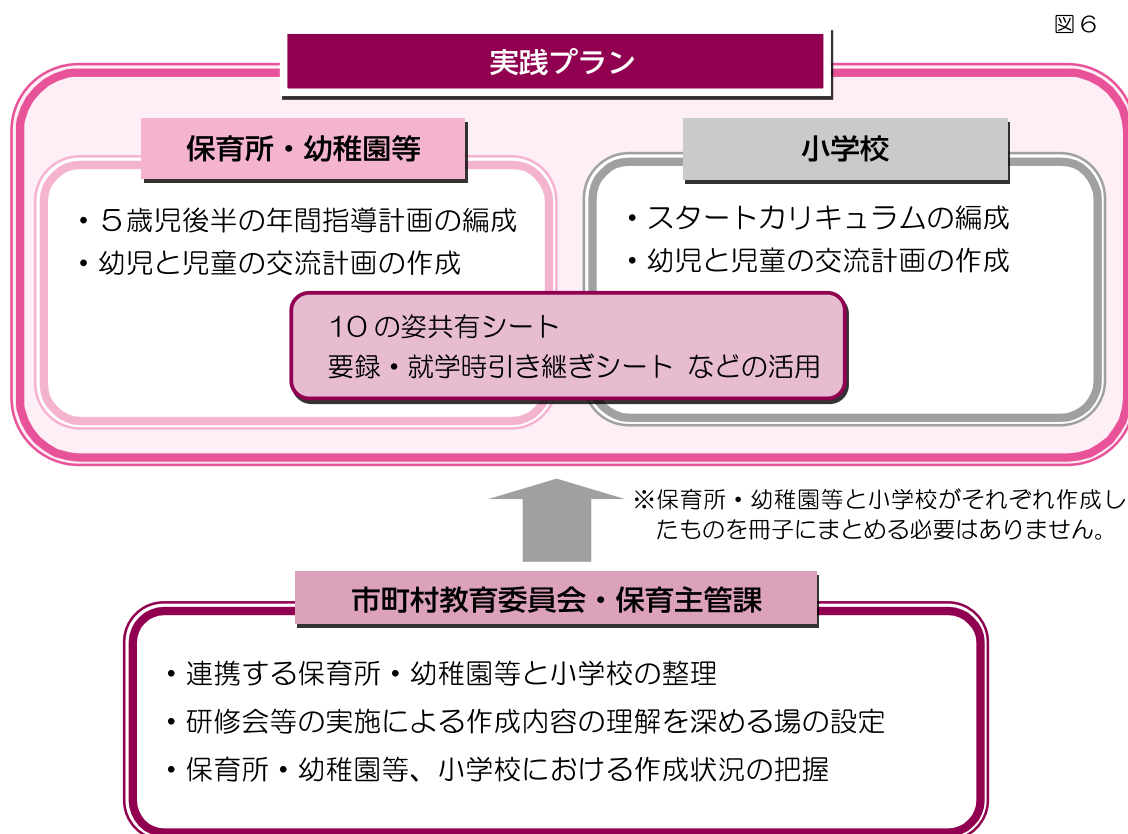 図6
実践プラン
保育所・幼稚園等
・５歳児後半の年間指導計画の編成
・幼児と児童の交流計画の作成
小学校
・スタートカリキュラムの編成
・幼児と児童の交流計画の作成
10の姿共有シート
要録・就学時引き継ぎシート などの活用
※保育所・幼稚園等と小学校がそれぞれ作成し
たものを冊子にまとめる必要はありません。
市町村教育委員会・保育主管課
・連携する保育所・幼稚園等と小学校の整理
・研修会等の実施による作成内容の理解を深める場の設定
・保育所・幼稚園等、小学校における作成状況の把握